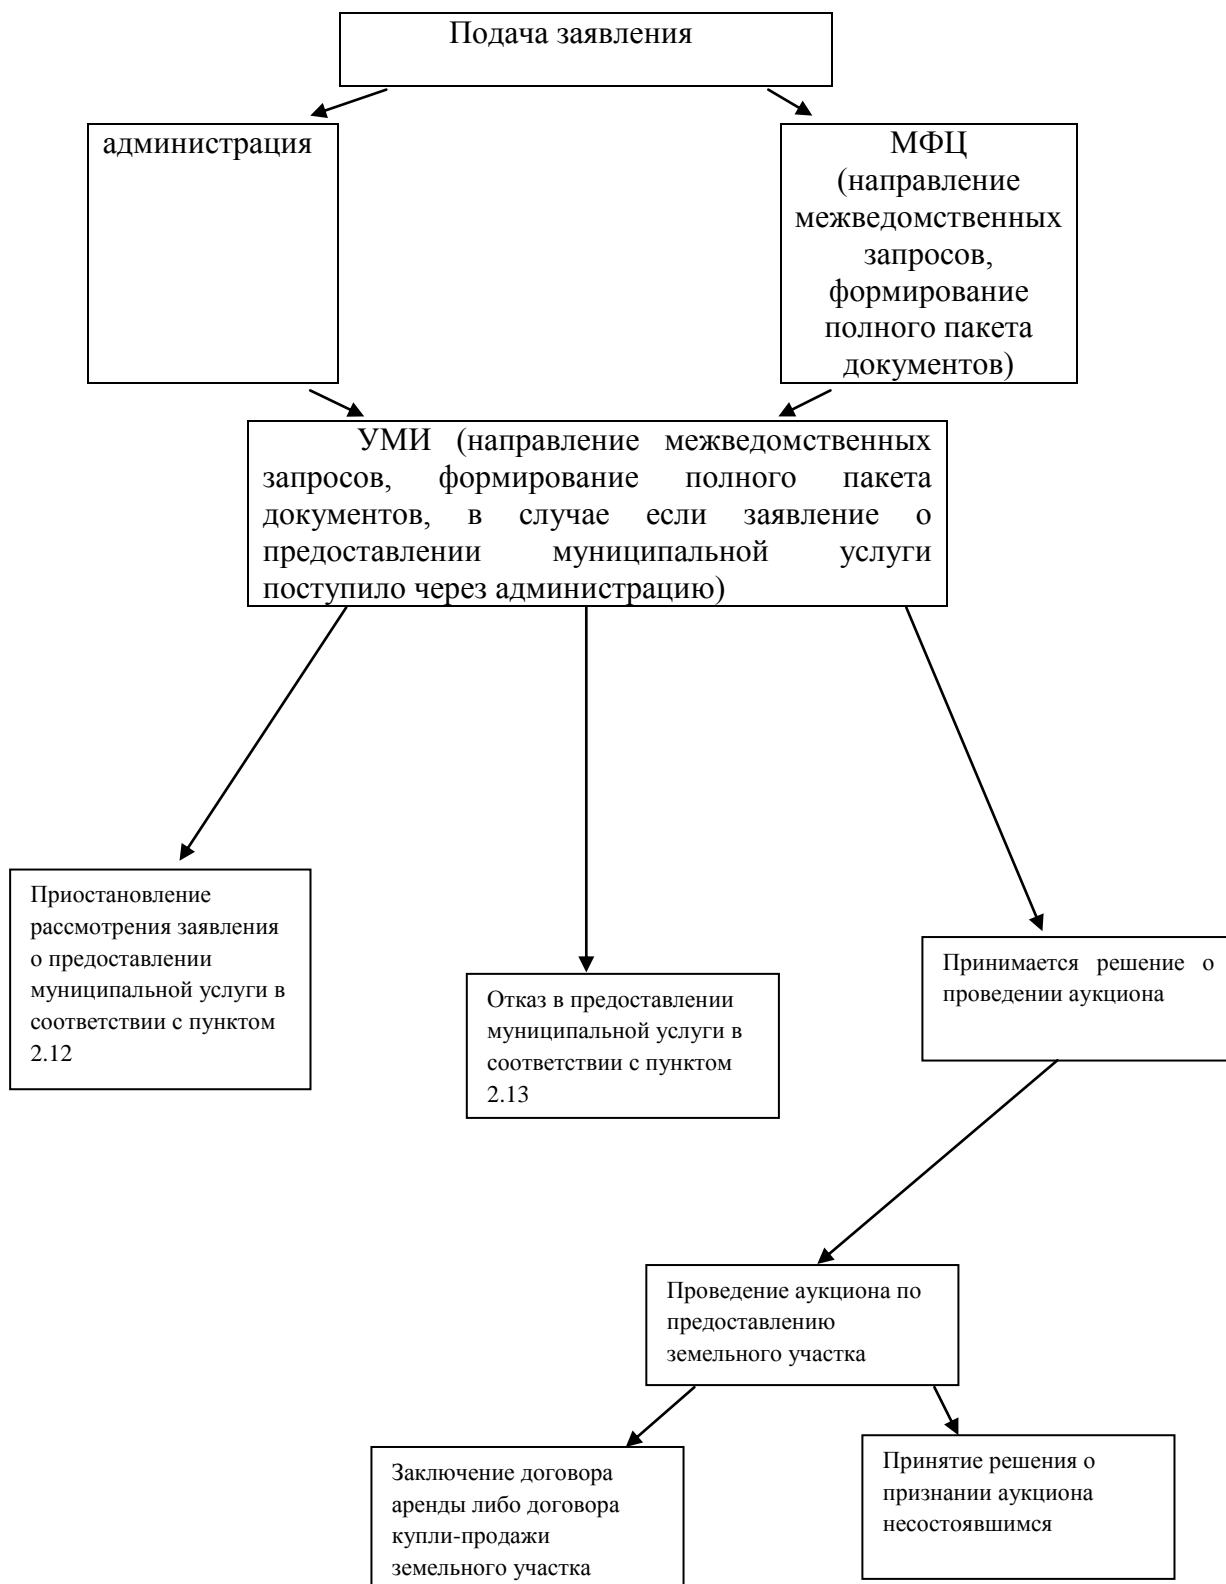 Подача заявления
администрация
МФЦ
(направление
межведомственных
запросов,
формирование
полного пакета
документов)
УМИ (направление межведомственных
запросов, формирование полного пакета
документов, в случае если заявление о
предоставлении муниципальной услуги
поступило через администрацию)
Приостановление
рассмотрения заявления
о предоставлении
муниципальной услуги в
соответствии с пунктом
2.12
Отказ в предоставлении
муниципальной услуги в
соответствии с пунктом
2.13
Принимается решение о
проведении аукциона
Проведение аукциона по
предоставлению
земельного участка
Заключение договора
аренды либо договора
купли-продажи
земельного участка
Принятие решения о
признании аукциона
несостоявшимся